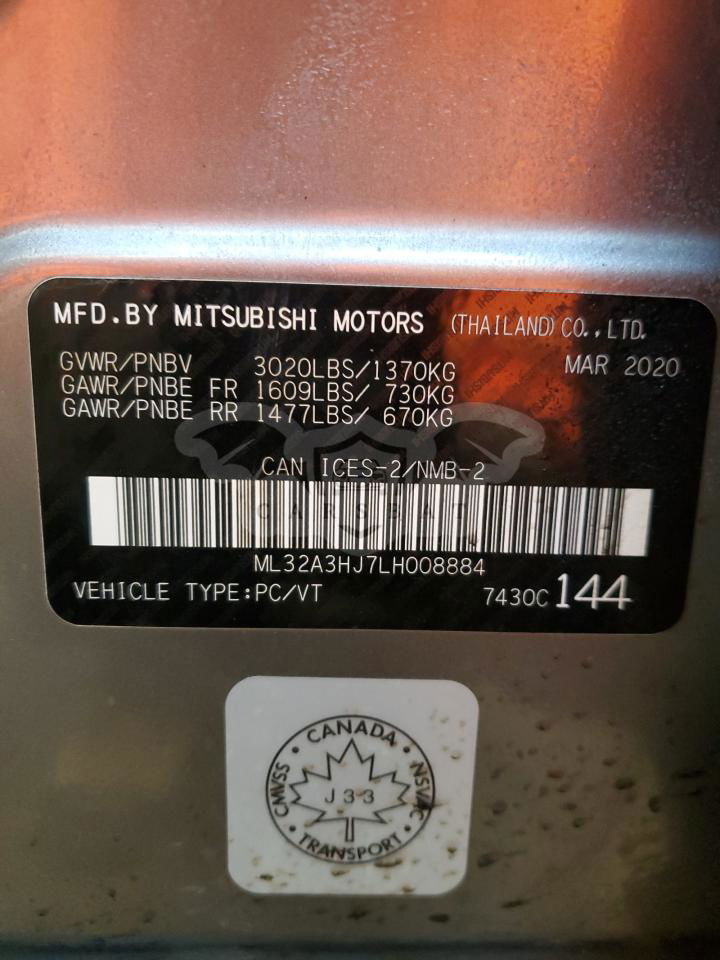 MFD.BY MITSUBISHI MOTORS (THAILAND) CO.,LTD.
GVWR/PNBV 3020LBS/1370KG MAR 2020
GAWR/PNBE FR 1609LBS/ 730KG
GAWR/PNBE RR 1477LBS/ 670KG
CAN ICES-2/NMB-2
CARSBAT
ML32A3HJ7LH008884
VEHICLE TYPE:PC/VT 7430C 144
CANADA
CMVSS J33 NSVAC
TRANSPORT